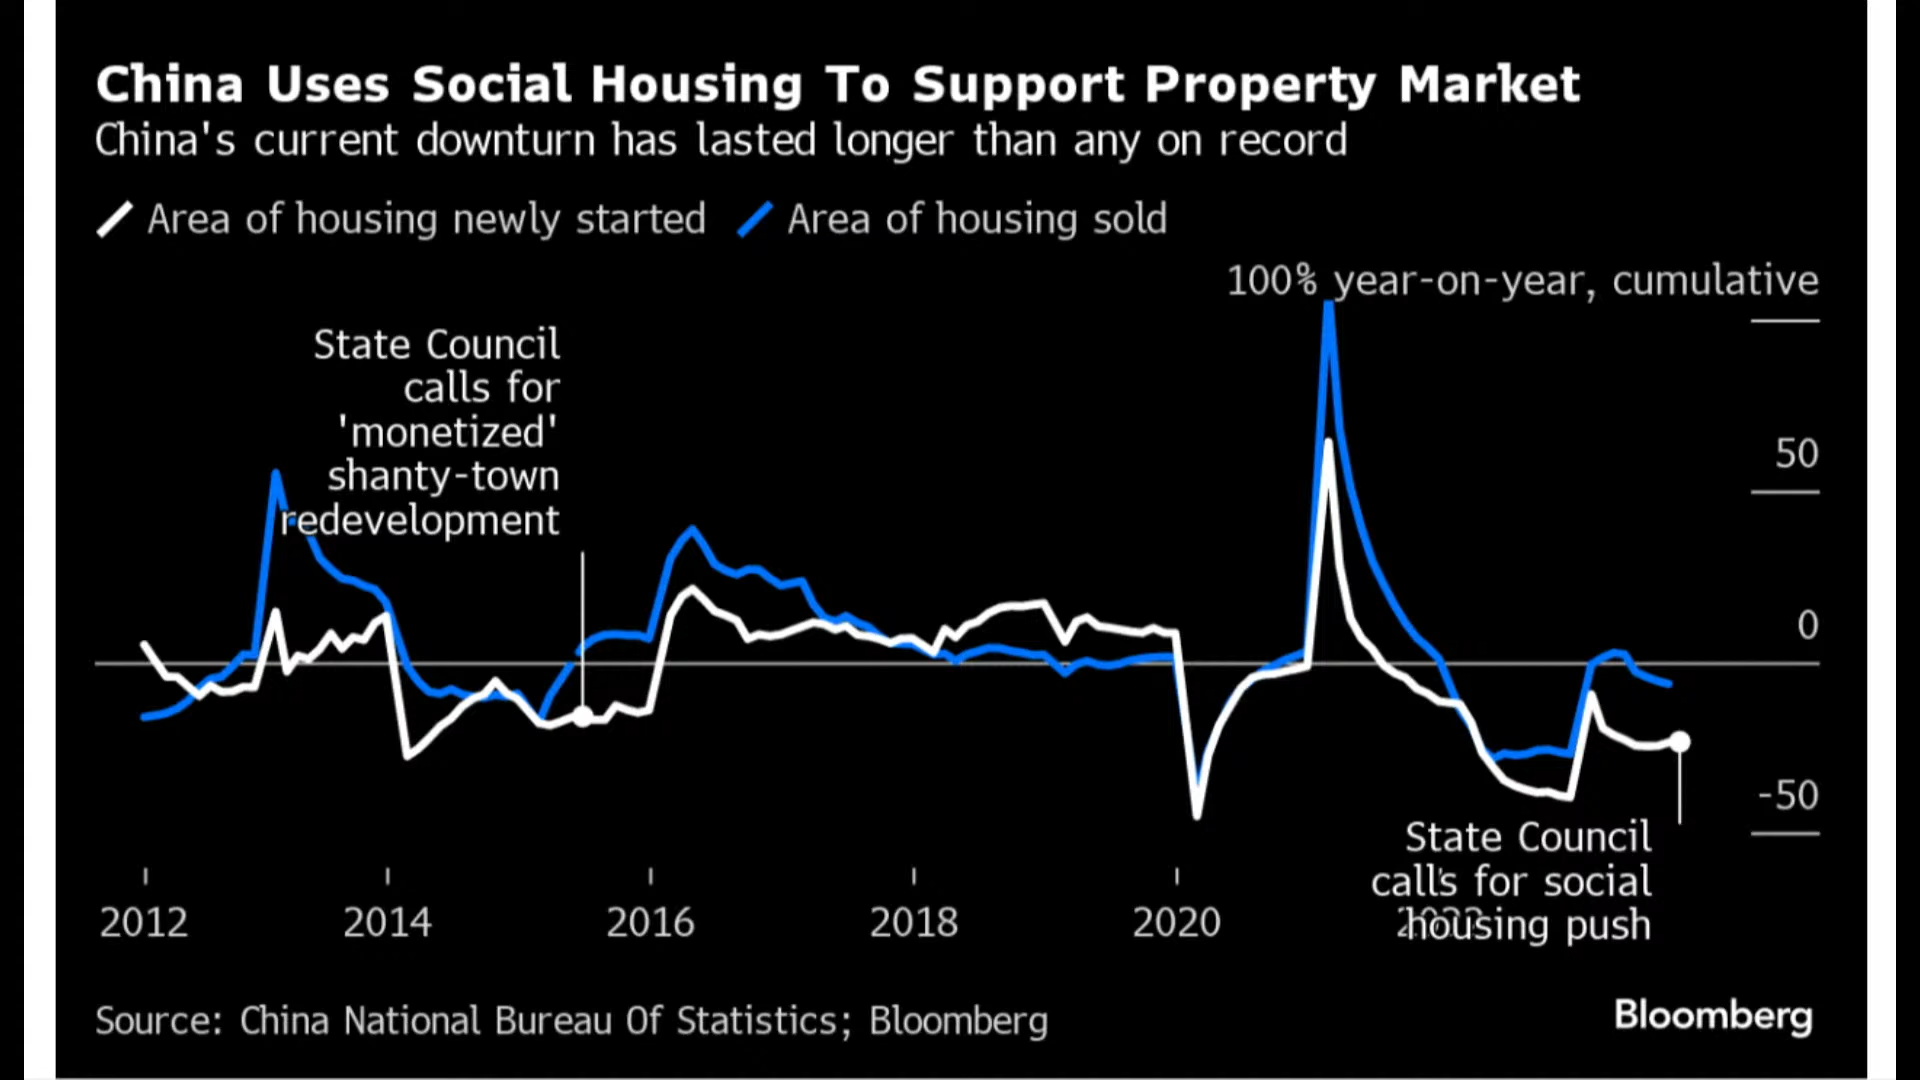 China Uses Social Housing To Support Property Market
China's current downturn has lasted longer than any on record
Area of housing newly started Area of housing sold
100% year-on-year, cumulative
State Council
calls for
'monetized'
shanty-town
redevelopment
50
0
-50
State Council
calls for social
housing push
2012 2014 2016 2018 2020
Source: China National Bureau Of Statistics; Bloomberg
Bloomberg